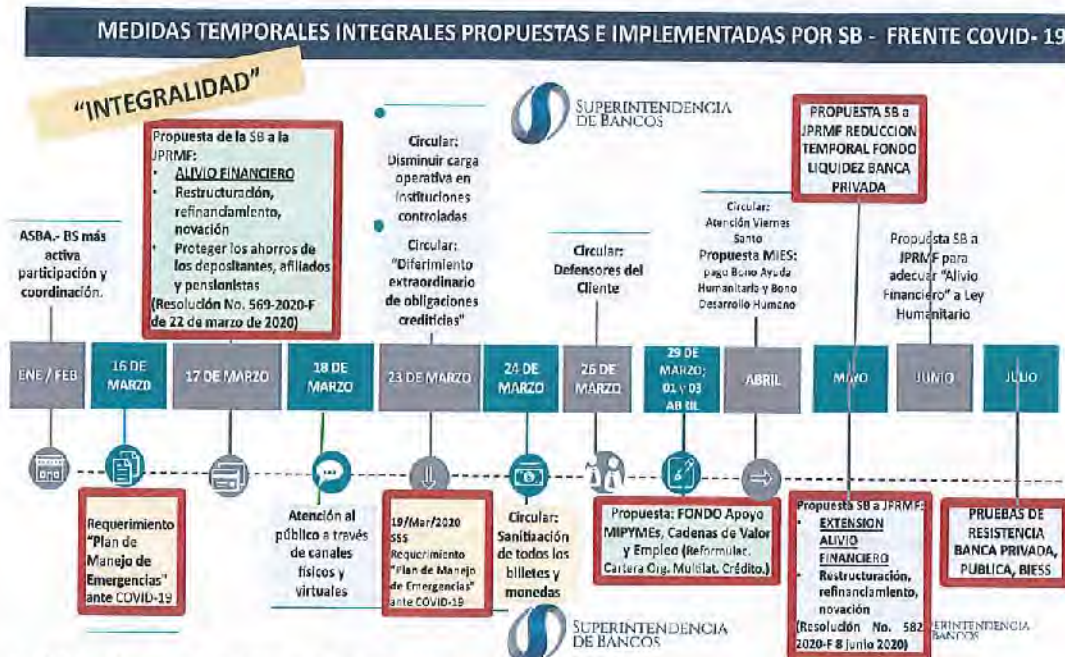 MEDIDAS TEMPORALES INTEGRALES PROPUESTAS E IMPLEMENTADAS POR SB - FRENTE COVID- 19
"INTEGRALIDAD"
SUPERINTENDENCIA
DE BANCOS
ASBA.- BS más
activa
participación y
coordinación.
Propuesta de la SB a la
JPRMF:
• ALIVIO FINANCIERO
• Restructuración,
refinanciamiento,
novación
• Proteger los ahorros de
los depositantes, afiliados
y pensionistas
(Resolución No. 569-2020-F
de 22 de marzo de 2020)
Circular:
Disminuir carga
operativa en
instituciones
controladas
Circular:
"Diferimiento
extraordinario
de obligaciones
crediticias"
Circular:
Defensores del
Cliente
Circular:
Atención Viernes
Santo
Propuesta MIES:
pago Bono Ayuda
Humanitaria y Bono
Desarrollo Humano
PROPUESTA SB a
JPRMF REDUCCION
TEMPORAL FONDO
LIQUIDEZ BANCA
PRIVADA
Propuesta SB a
JPRMF para
adecuar "Alivio
Financiero" a Ley
Humanitario
ENE / FEB
16 DE
MARZO
17 DE MARZO
18 DE
MARZO
23 DE MARZO
24 DE
MARZO
26 DE
MARZO
29 DE
MARZO;
01 y 03
ABRIL
ABRIL
MAYO
JUNIO
JULIO
Requerimiento
"Plan de
Manejo de
Emergencias"
ante COVID-19
Atención al
público a través
de canales
físicos y
virtuales
19/Mar/2020
SSS
Requerimiento
"Plan de Manejo
de Emergencias"
ante COVID-19
Circular:
Sanitización
de todos los
billetes y
monedas
Propuesta: FONDO Apoyo
MIPYMEs, Cadenas de Valor
y Empleo (Reformular.
Cartera Org. Multilat. Crédito.)
Propuesta SB a JPRMF:
• EXTENSION
ALIVIO
FINANCIERO
• Restructuración,
refinanciamiento,
novación
(Resolución No. 582
2020-F 8 junio 2020)
PRUEBAS DE
RESISTENCIA
BANCA PRIVADA,
PUBLICA, BIESS
SUPERINTENDENCIA
DE BANCOS
PERINTENDENCIA
BANCOS